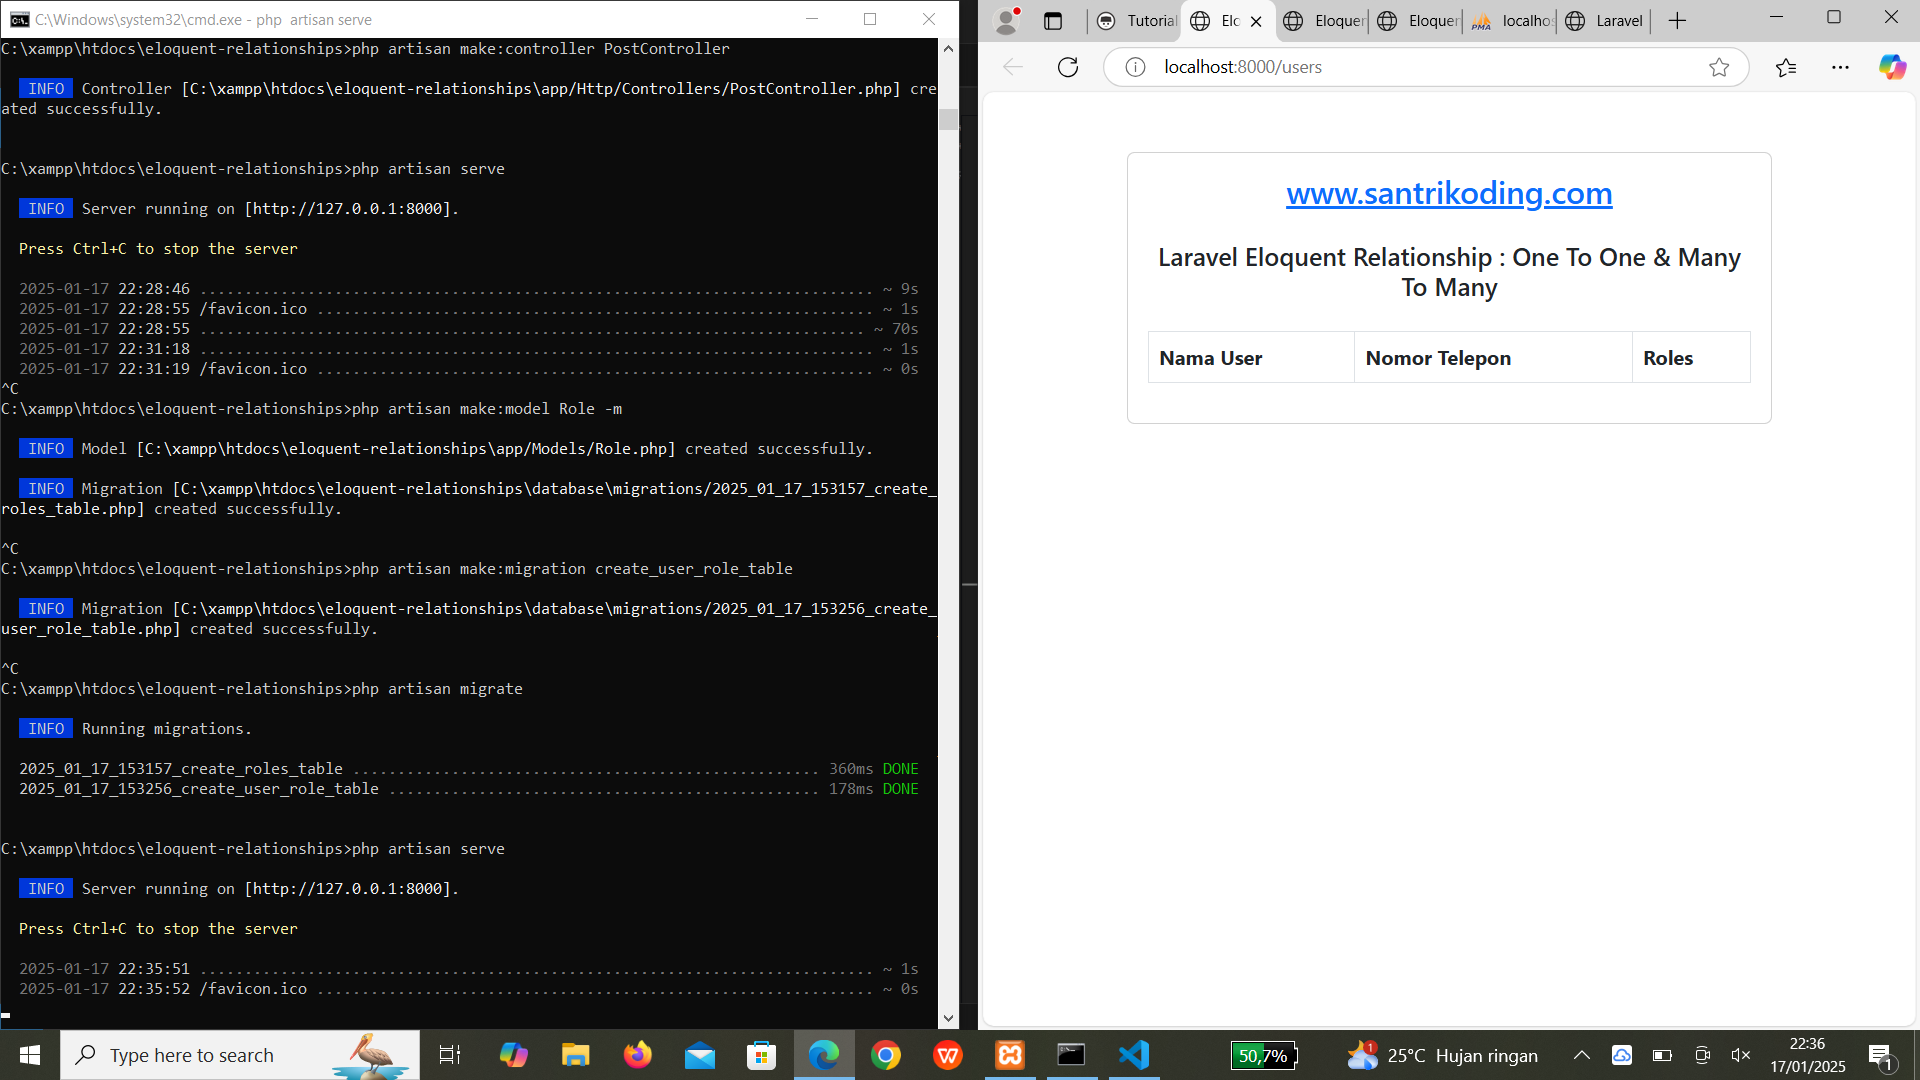 C:\Windows\system32\cmd.exe - php  artisan serve
C:\xampp\htdocs\eloquent-relationships>php artisan make:controller PostController
INFO  Controller [C:\xampp\htdocs\eloquent-relationships\app/Http/Controllers/PostController.php] cre
ated successfully.
C:\xampp\htdocs\eloquent-relationships>php artisan serve
INFO  Server running on [http://127.0.0.1:8000].
Press Ctrl+C to stop the server
2025-01-17 22:28:46 ........................................................................... ~ 9s
2025-01-17 22:28:55 /favicon.ico .............................................................. ~ 1s
2025-01-17 22:28:55 .......................................................................... ~ 70s
2025-01-17 22:31:18 ........................................................................... ~ 1s
2025-01-17 22:31:19 /favicon.ico .............................................................. ~ 0s
^C
C:\xampp\htdocs\eloquent-relationships>php artisan make:model Role -m
INFO  Model [C:\xampp\htdocs\eloquent-relationships\app/Models/Role.php] created successfully.
INFO  Migration [C:\xampp\htdocs\eloquent-relationships\database\migrations/2025_01_17_153157_create_
roles_table.php] created successfully.
^C
C:\xampp\htdocs\eloquent-relationships>php artisan make:migration create_user_role_table
INFO  Migration [C:\xampp\htdocs\eloquent-relationships\database\migrations/2025_01_17_153256_create_
user_role_table.php] created successfully.
^C
C:\xampp\htdocs\eloquent-relationships>php artisan migrate
INFO  Running migrations.
2025_01_17_153157_create_roles_table .................................................... 360ms DONE
2025_01_17_153256_create_user_role_table ................................................ 178ms DONE
C:\xampp\htdocs\eloquent-relationships>php artisan serve
INFO  Server running on [http://127.0.0.1:8000].
Press Ctrl+C to stop the server
2025-01-17 22:35:51 ........................................................................... ~ 1s
2025-01-17 22:35:52 /favicon.ico .............................................................. ~ 0s
Tutorial
Elo
Eloquer
Eloquer
PMA
localhos
Laravel
localhost:8000/users
www.santrikoding.com
Laravel Eloquent Relationship : One To One & Many
To Many
Nama User
Nomor Telepon
Roles
Type here to search
50,7%
1
25°C  Hujan ringan
22:36
17/01/2025
1